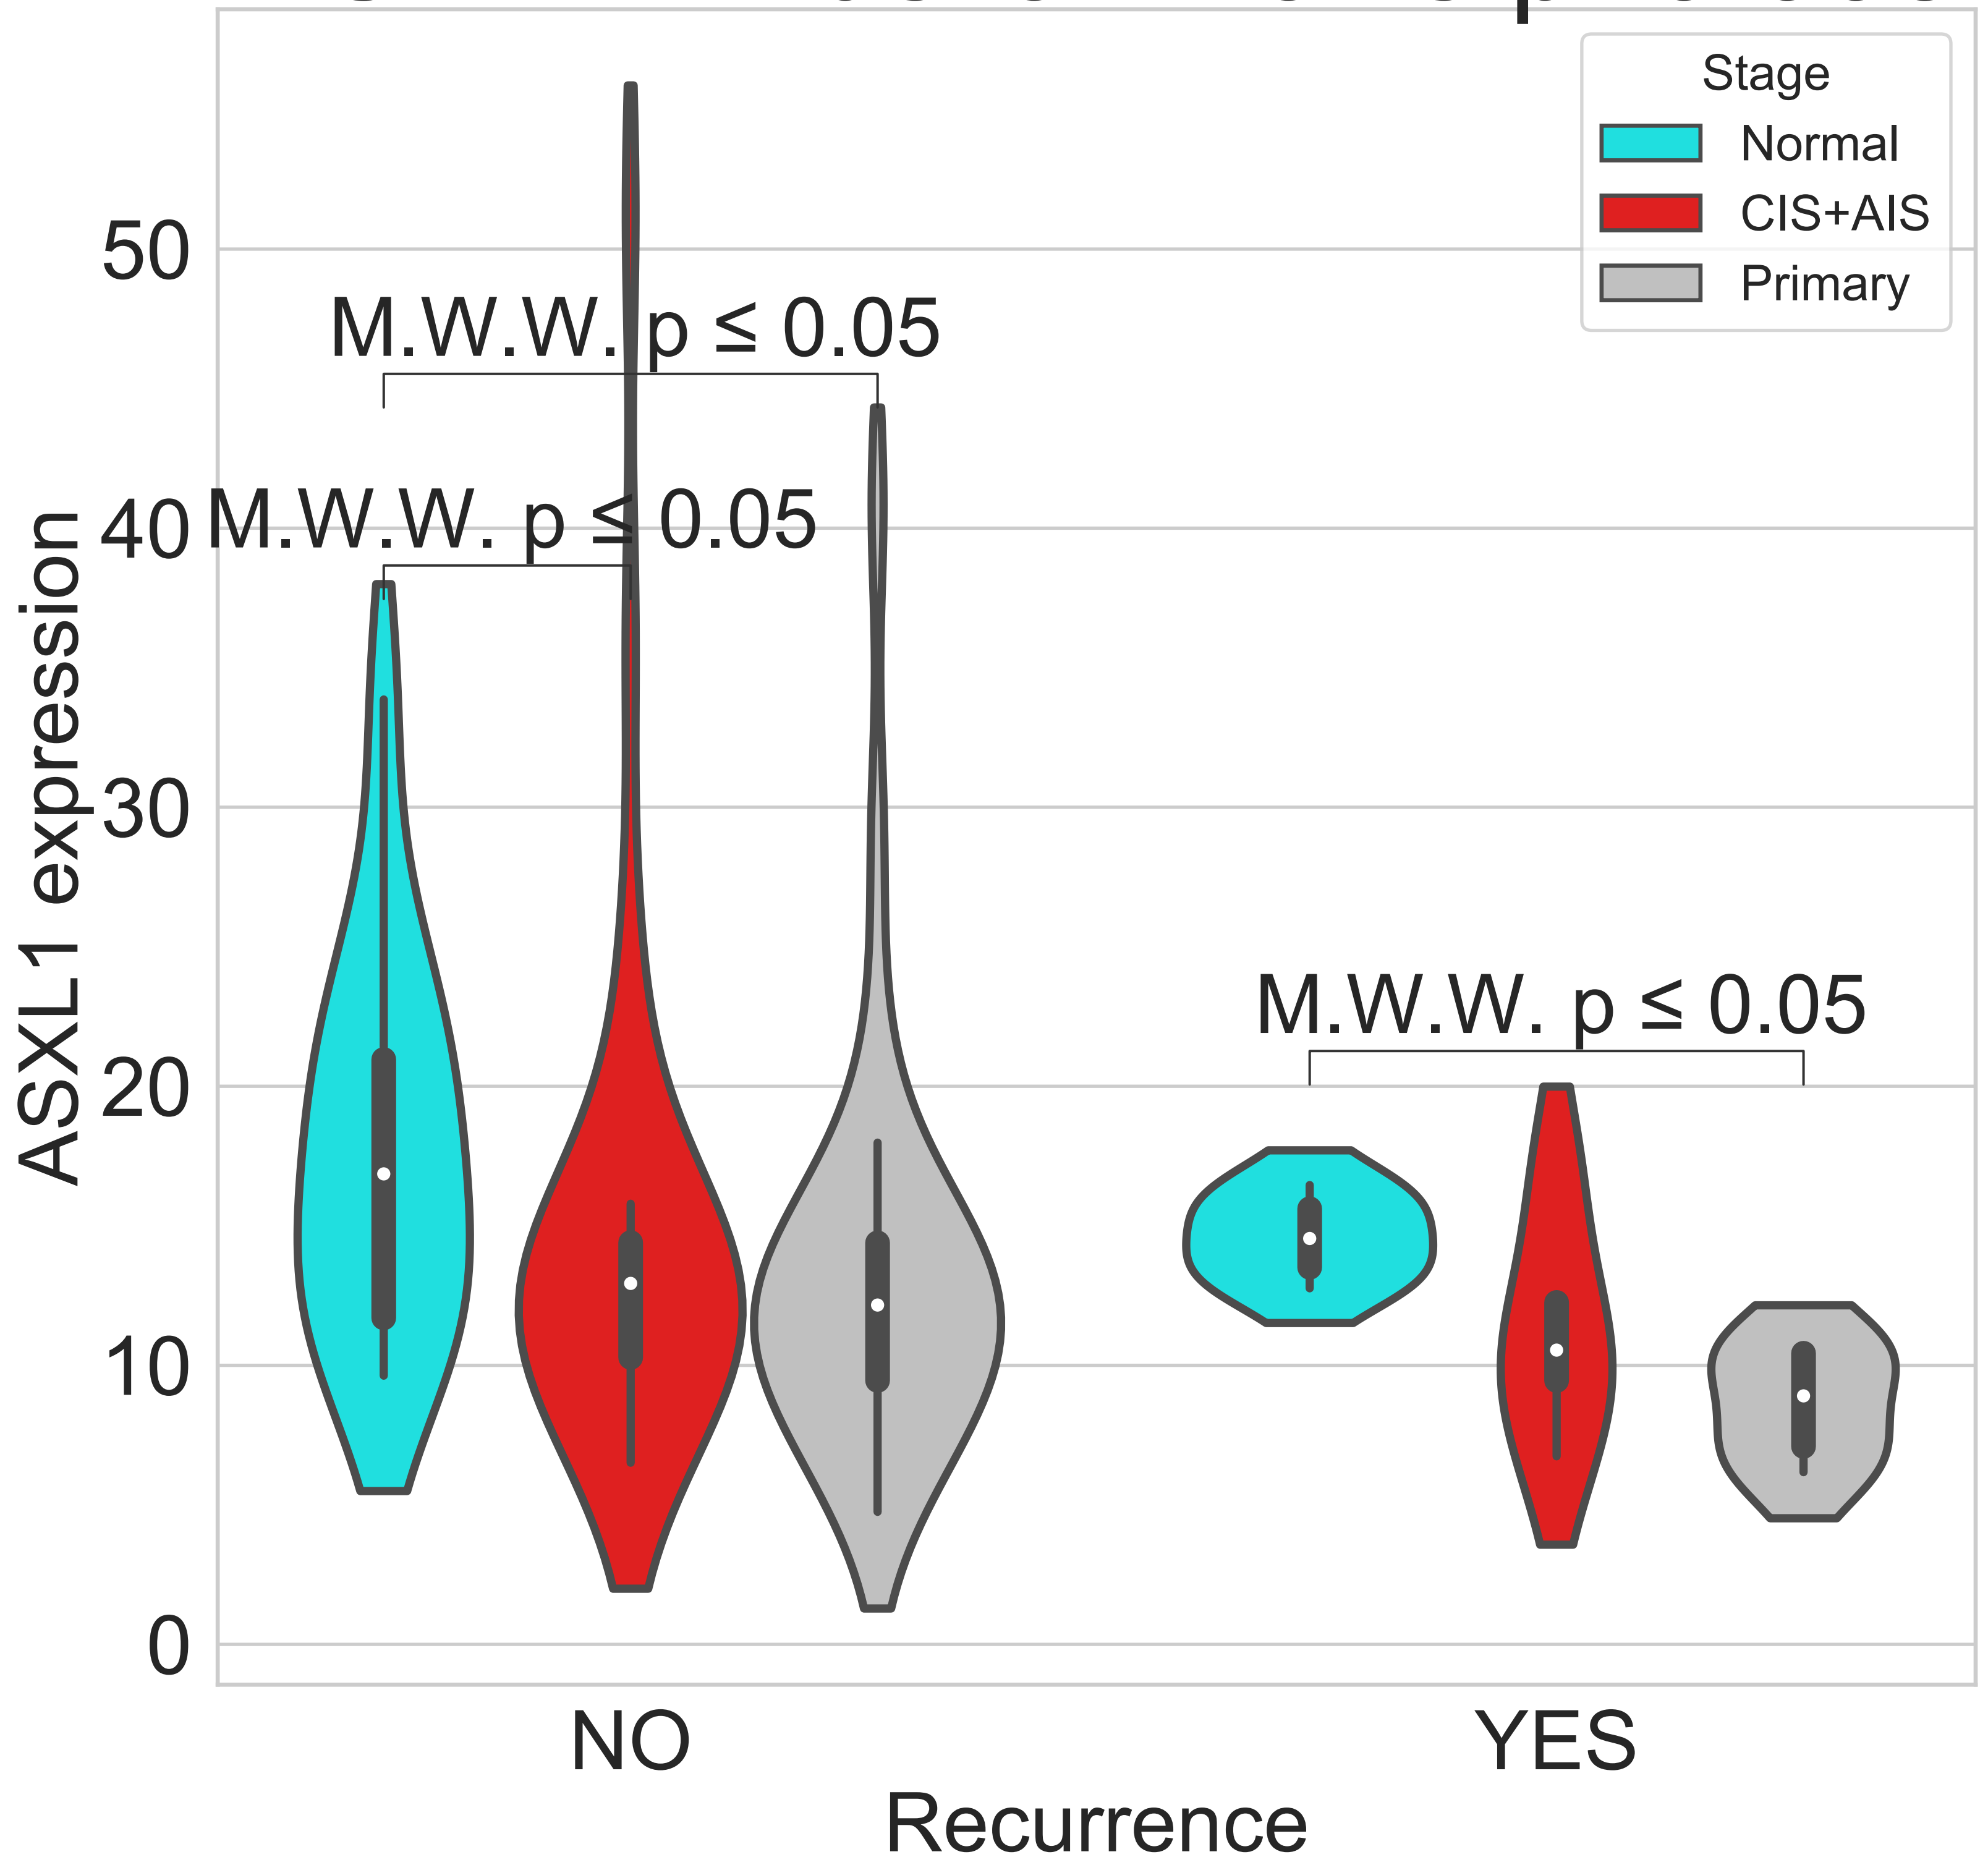 Stage
Normal
CIS+AIS
Primary
50
40
30
20
10
0
ASXL1 expression
M.W.W. p ≤ 0.05
M.W.W. p ≤ 0.05
M.W.W. p ≤ 0.05
NO
YES
Recurrence